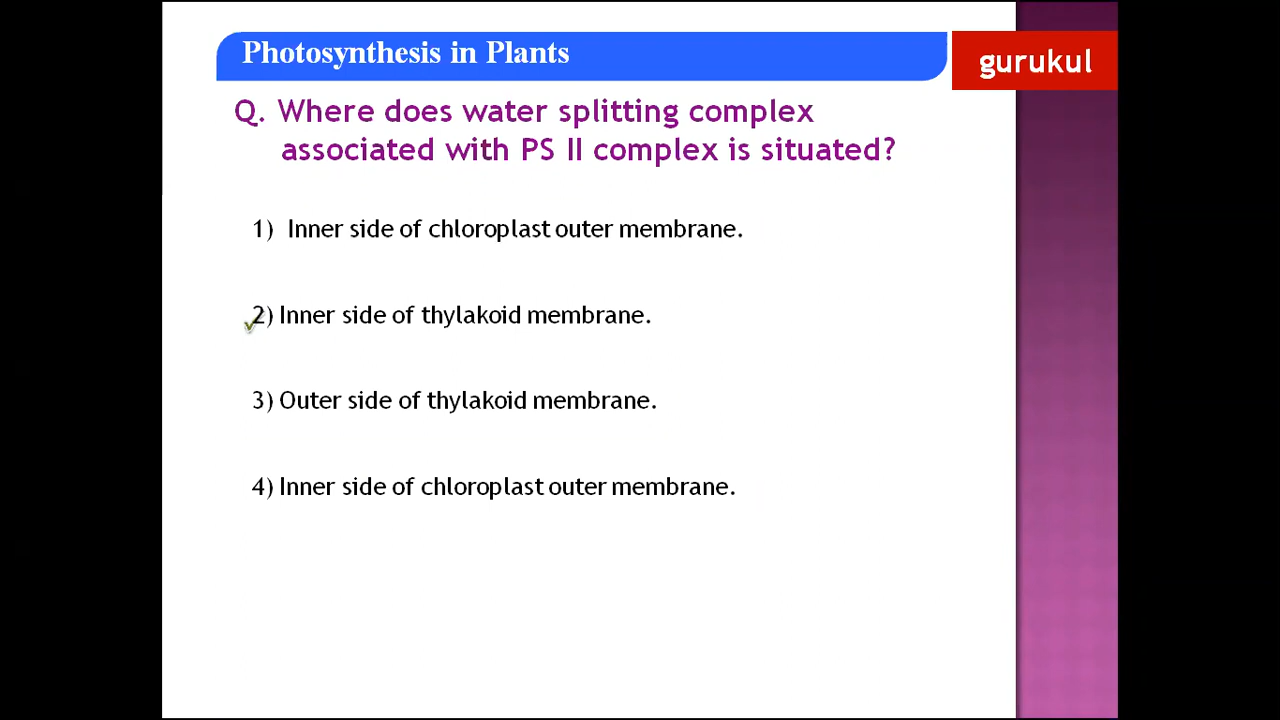 Photosynthesis in Plants
gurukul
Q. Where does water splitting complex
associated with PS II complex is situated?
1) Inner side of chloroplast outer membrane.
2) Inner side of thylakoid membrane.
3) Outer side of thylakoid membrane.
4) Inner side of chloroplast outer membrane.